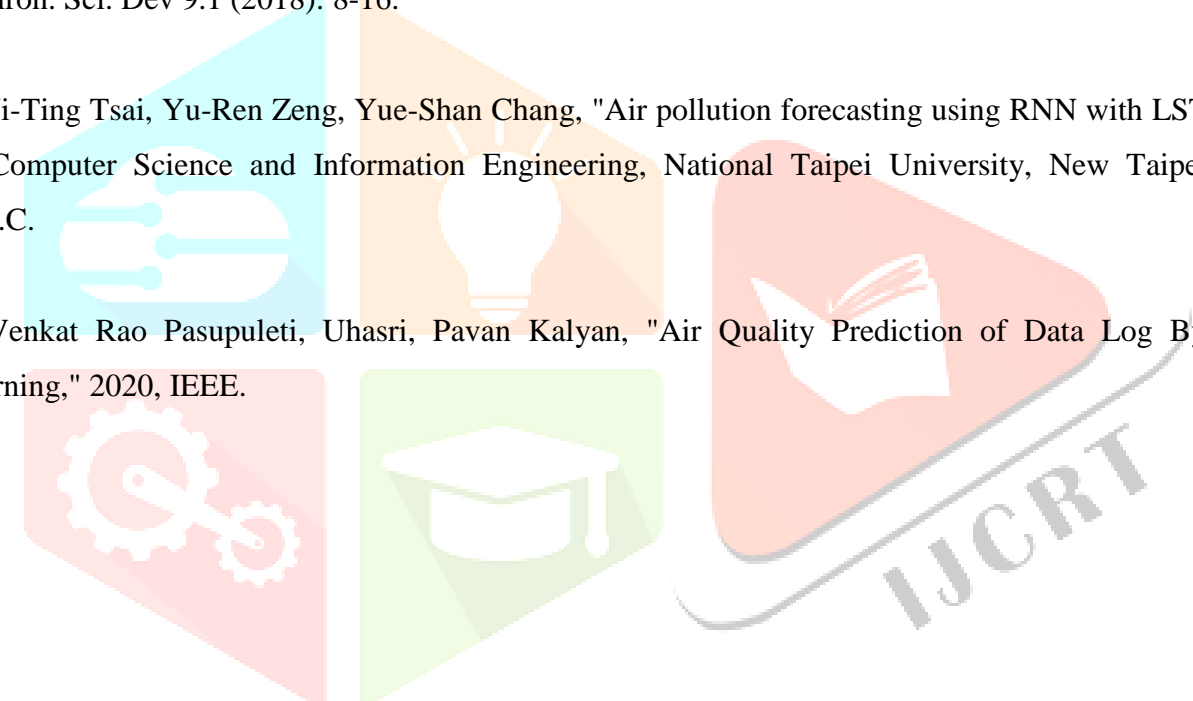 iron. Sci. Dev 9.1 (2018): 8-16.
i-Ting Tsai, Yu-Ren Zeng, Yue-Shan Chang, "Air pollution forecasting using RNN with LST
Computer Science and Information Engineering, National Taipei University, New Taipe
.C.
Venkat Rao Pasupuleti, Uhasri, Pavan Kalyan, "Air Quality Prediction of Data Log By
rning," 2020, IEEE.
IJCRT